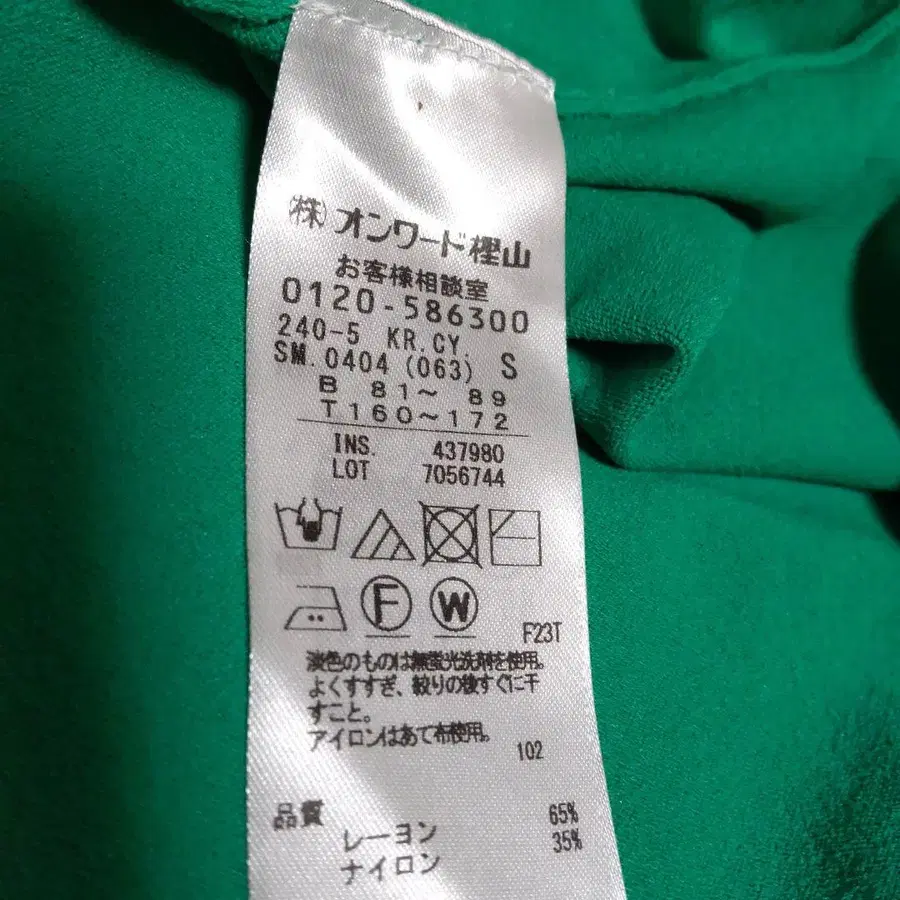 ㈱オンワード樫山
お客様相談室
0120-586300
240-5 KR.CY.
SM.0404 (063) S
B 81～ 89
T160～172
INS. 437980
LOT 7056744
F W
F23T
淡色のものは無蛍光洗剤を使用。
よくすすぎ、絞りの後すぐに干
すこと。
アイロンはあて布使用。
102
品質
レーヨン 65%
ナイロン 35%